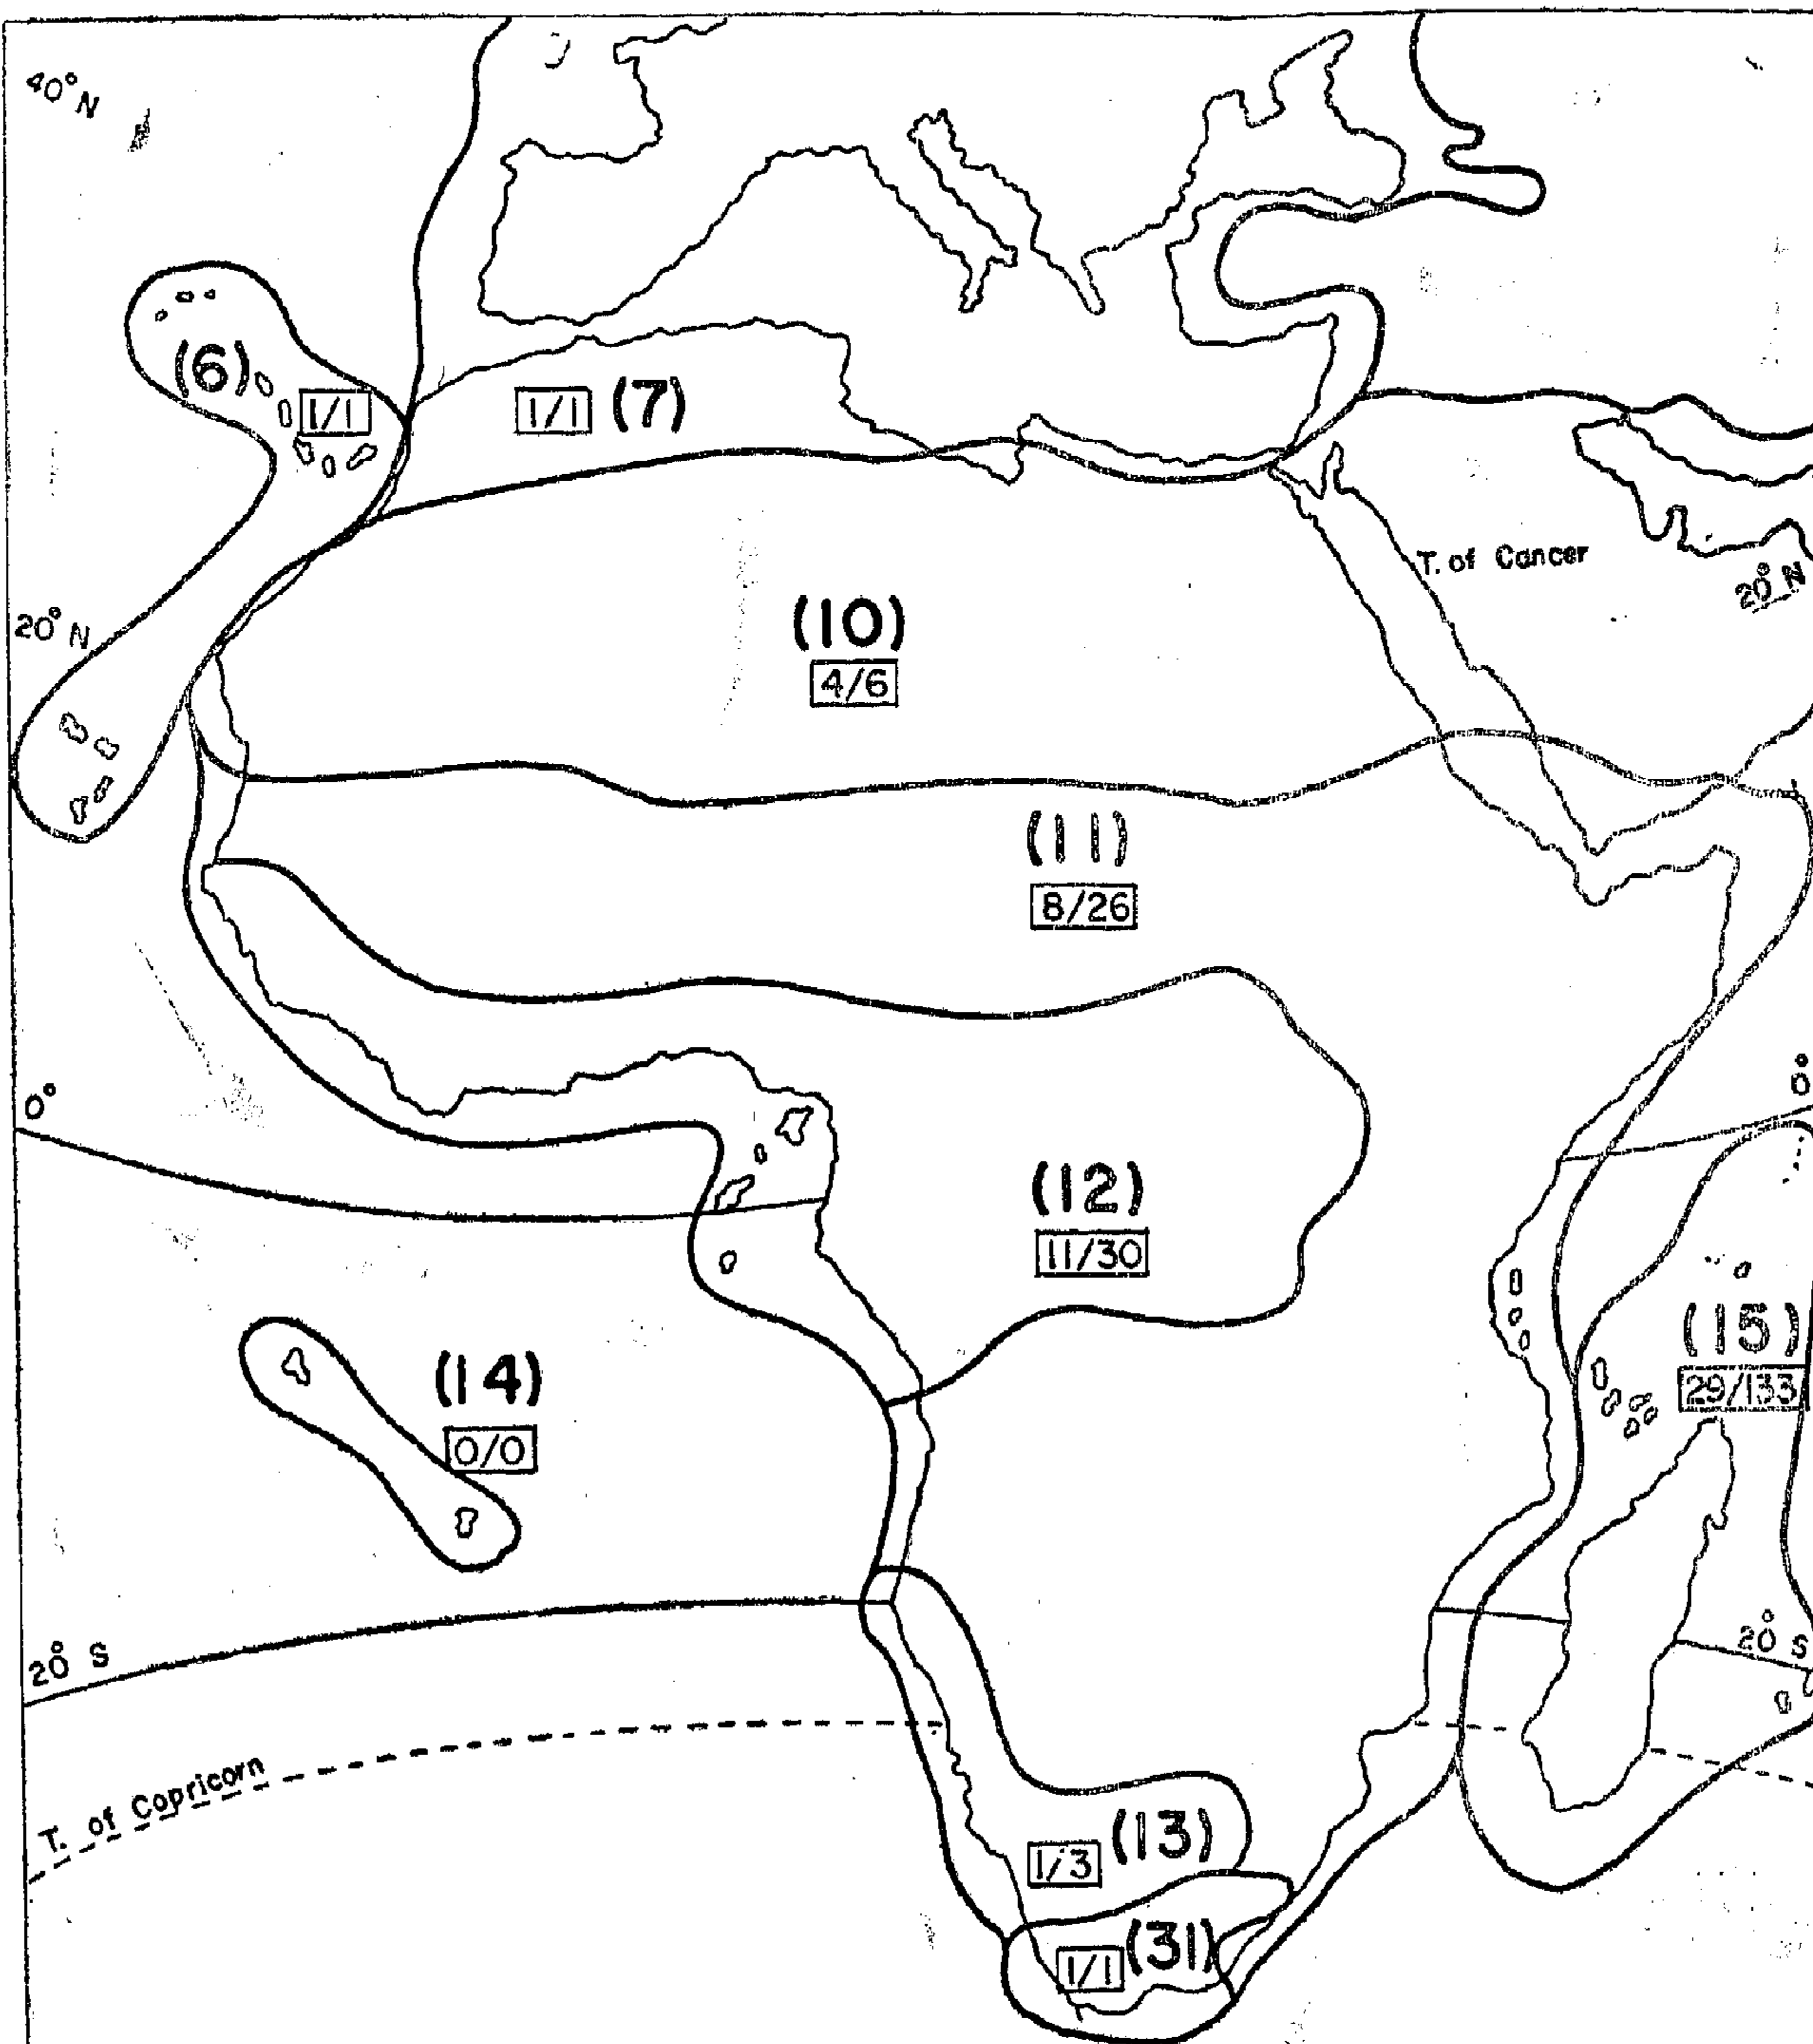 40° N
(6)
1/1
1/1 (7)
T. of Cancer
20° N
20° N
(10)
4/6
(11)
8/26
0°
0°
(12)
11/30
(14)
0/0
(15)
29/133
20° S
20° S
T. of Copricorn
1/3 (13)
1/1 (31)